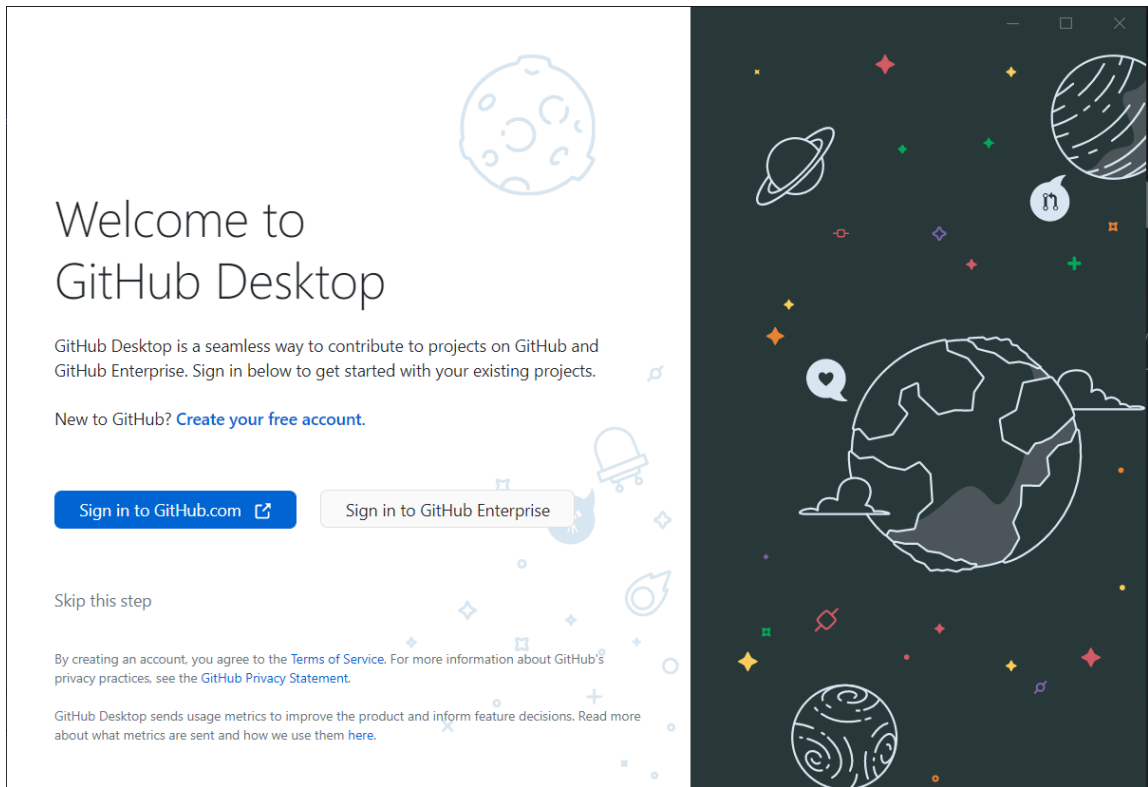 Welcome to
GitHub Desktop
GitHub Desktop is a seamless way to contribute to projects on GitHub and
GitHub Enterprise. Sign in below to get started with your existing projects.
New to GitHub? Create your free account.
Sign in to GitHub.com
Sign in to GitHub Enterprise
Skip this step
By creating an account, you agree to the Terms of Service. For more information about GitHub's
privacy practices, see the GitHub Privacy Statement.
GitHub Desktop sends usage metrics to improve the product and inform feature decisions. Read more
about what metrics are sent and how we use them here.